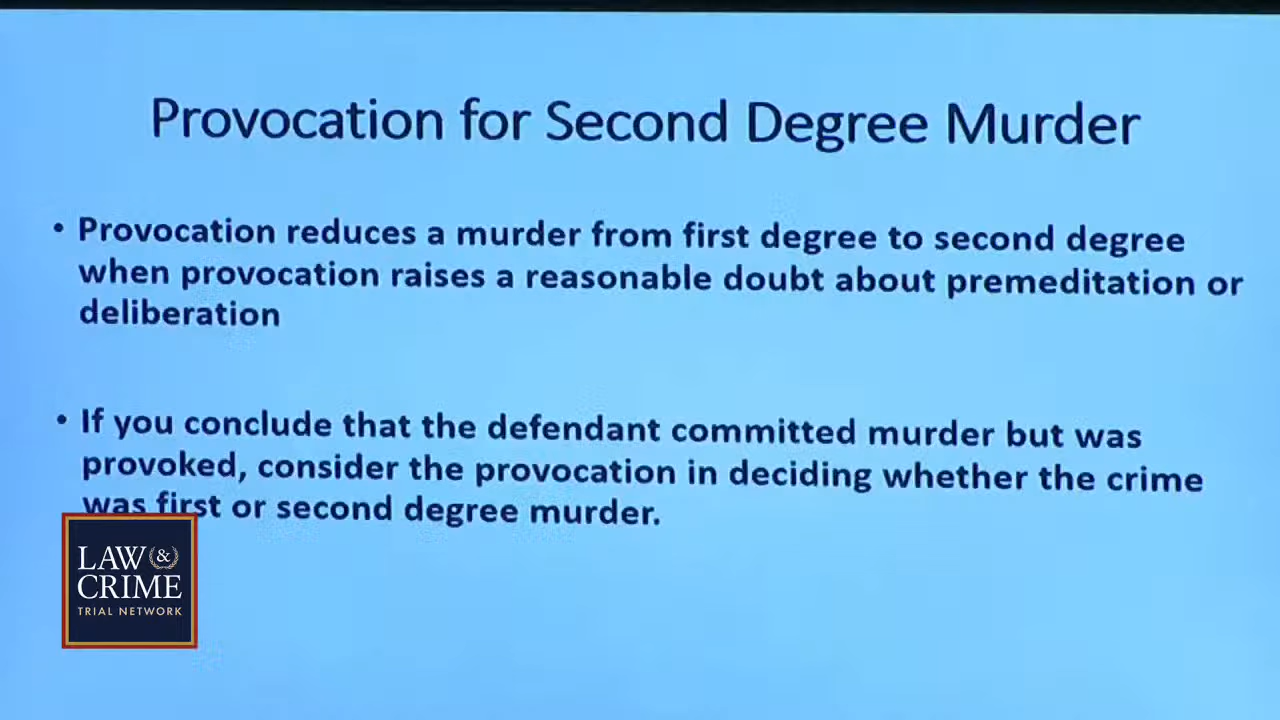 Provocation for Second Degree Murder
• Provocation reduces a murder from first degree to second degree
when provocation raises a reasonable doubt about premeditation or
deliberation
• If you conclude that the defendant committed murder but was
provoked, consider the provocation in deciding whether the crime
was first or second degree murder.
LAW &
CRIME
TRIAL NETWORK